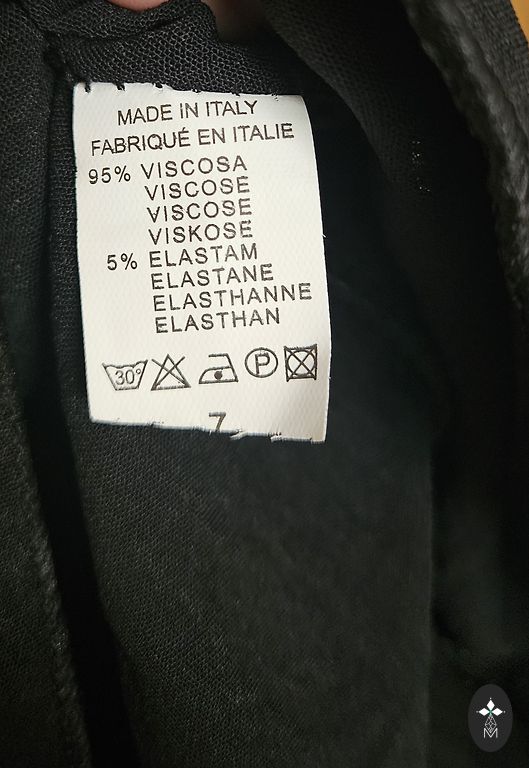 MADE IN ITALY
FABRIQUÉ EN ITALIE
95% VISCOSA
VISCOSE
VISCOSE
VISKOSE
5% ELASTAM
ELASTANE
ELASTHANNE
ELASTHAN
30° P
7
M